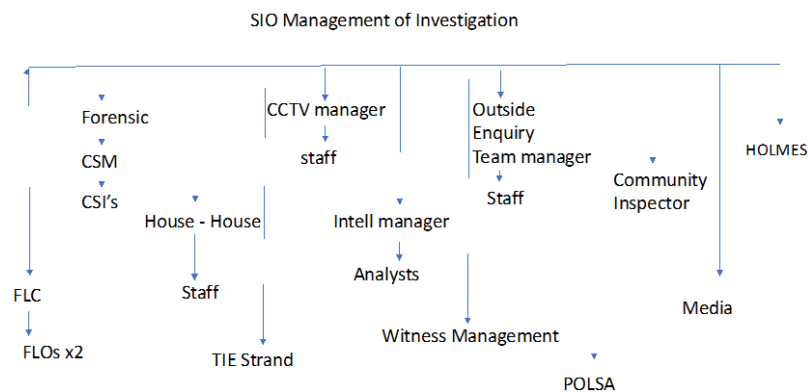 SIO Management of Investigation
Forensic
CSM
CSI's
CCTV manager
staff
Outside
Enquiry
Team manager
Staff
HOLMES
Community
Inspector
House - House
Staff
Intell manager
Analysts
FLC
FLOs x2
TIE Strand
Witness Management
Media
POLSA